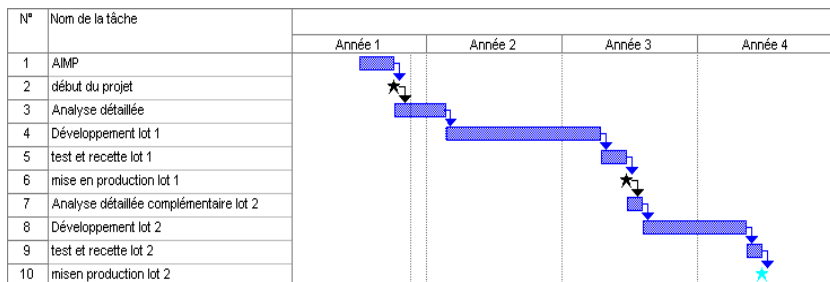 N° Nom de la tâche
Année 1 Année 2 Année 3 Année 4
1 AIMP
2 début du projet
3 Analyse détaillée
4 Développement lot 1
5 test et recette lot 1
6 mise en production lot 1
7 Analyse détaillée complémentaire lot 2
8 Développement lot 2
9 test et recette lot 2
10 misen production lot 2